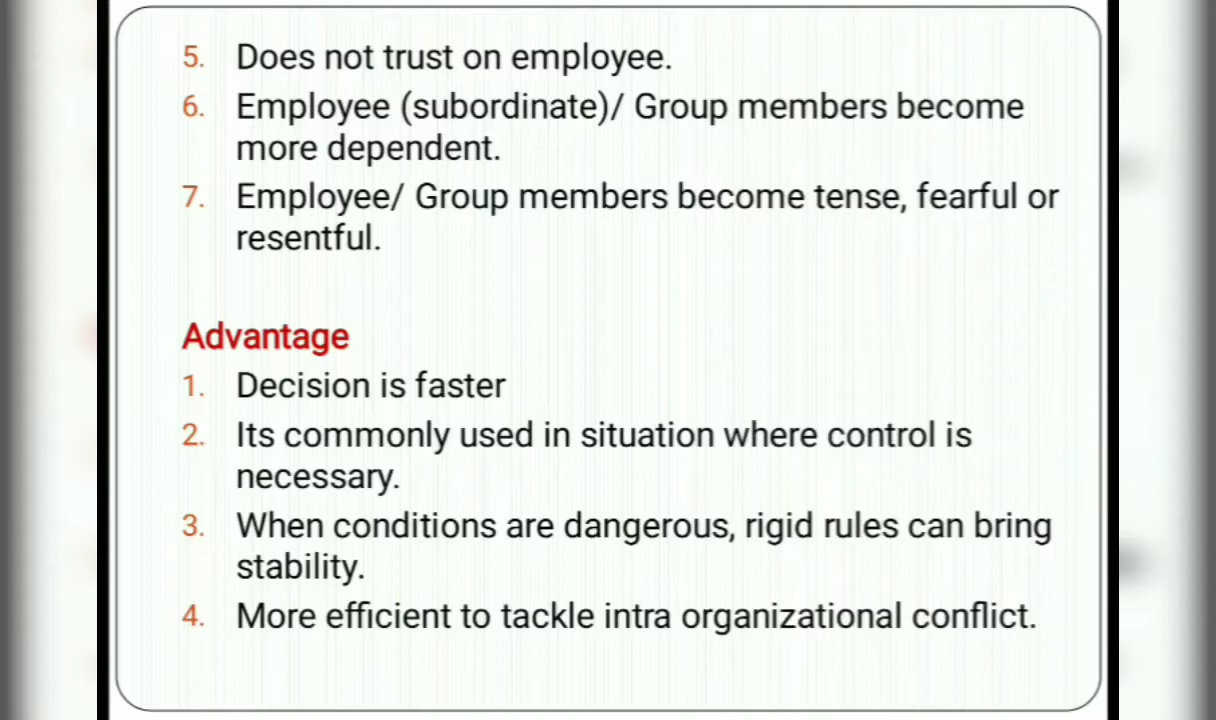 5. Does not trust on employee.
6. Employee (subordinate)/ Group members become
more dependent.
7. Employee/ Group members become tense, fearful or
resentful.
Advantage
1. Decision is faster
2. Its commonly used in situation where control is
necessary.
3. When conditions are dangerous, rigid rules can bring
stability.
4. More efficient to tackle intra organizational conflict.